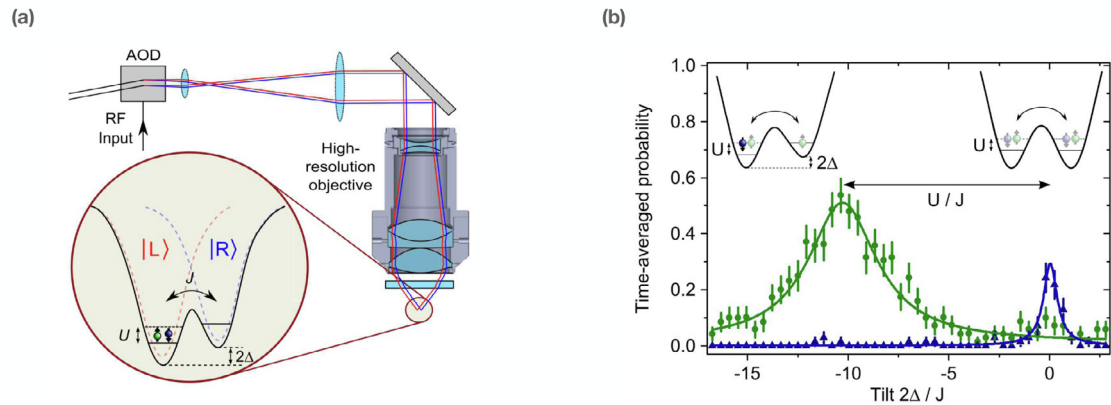 (a)
AOD
RF
Input
High-
resolution
objective
|L⟩
|R⟩
J
U
2Δ
(b)
Time-averaged probability
1.0
0.8
0.6
0.4
0.2
0.0
U
2Δ
U
U / J
-15
-10
-5
0
Tilt 2Δ / J